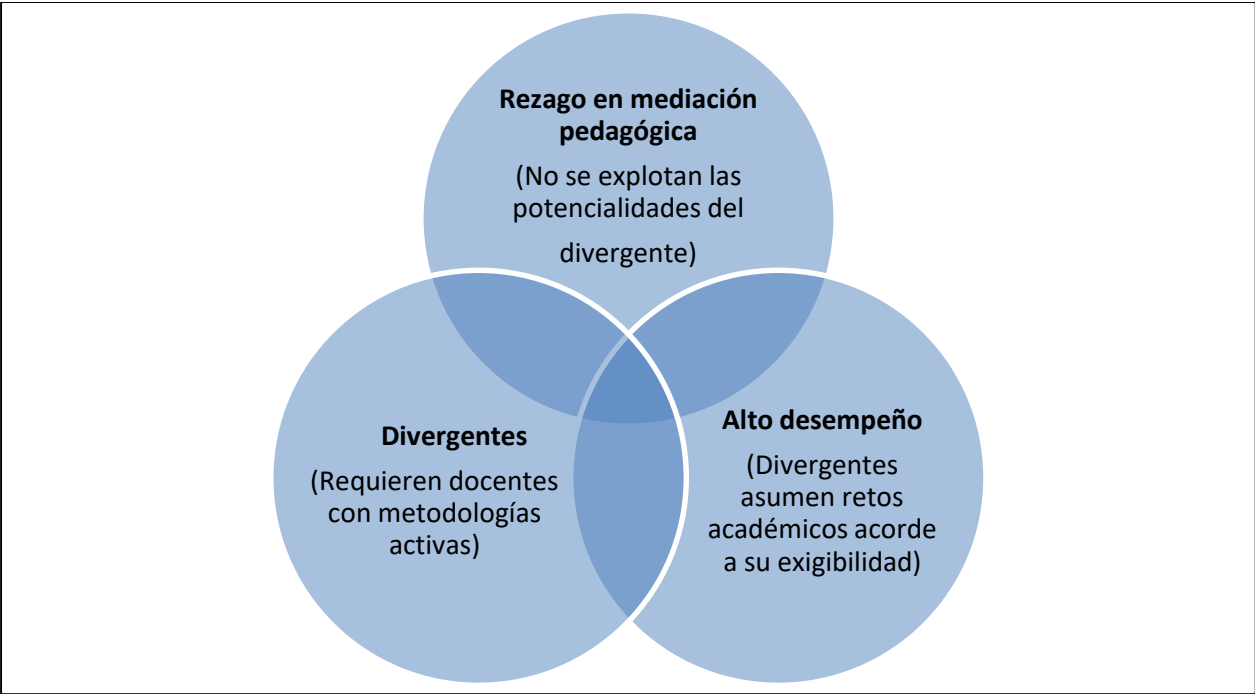 Rezago en mediación
pedagógica
(No se explotan las
potencialidades del
divergente)
Divergentes
(Requieren docentes
con metodologías
activas)
Alto desempeño
(Divergentes
asumen retos
académicos acorde
a su exigibilidad)